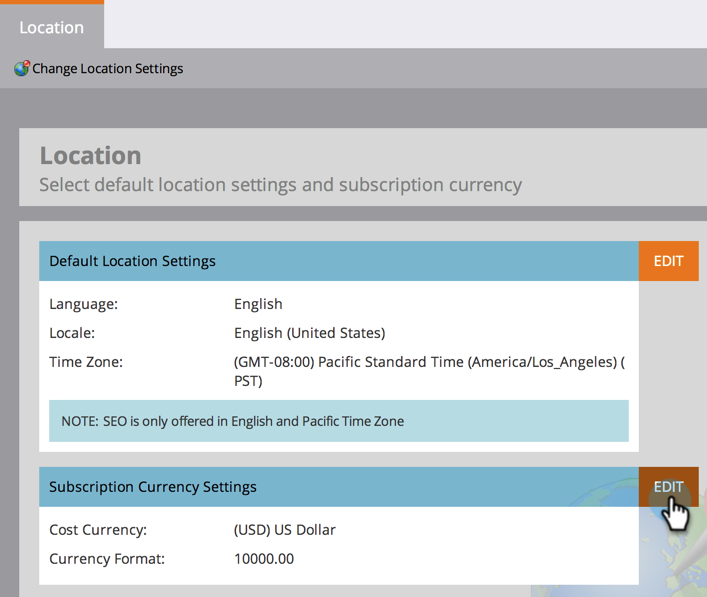 Location
Change Location Settings
Location
Select default location settings and subscription currency
Default Location Settings EDIT
Language: English
Locale: English (United States)
Time Zone: (GMT-08:00) Pacific Standard Time (America/Los_Angeles) (
PST)
NOTE: SEO is only offered in English and Pacific Time Zone
Subscription Currency Settings EDIT
Cost Currency: (USD) US Dollar
Currency Format: 10000.00